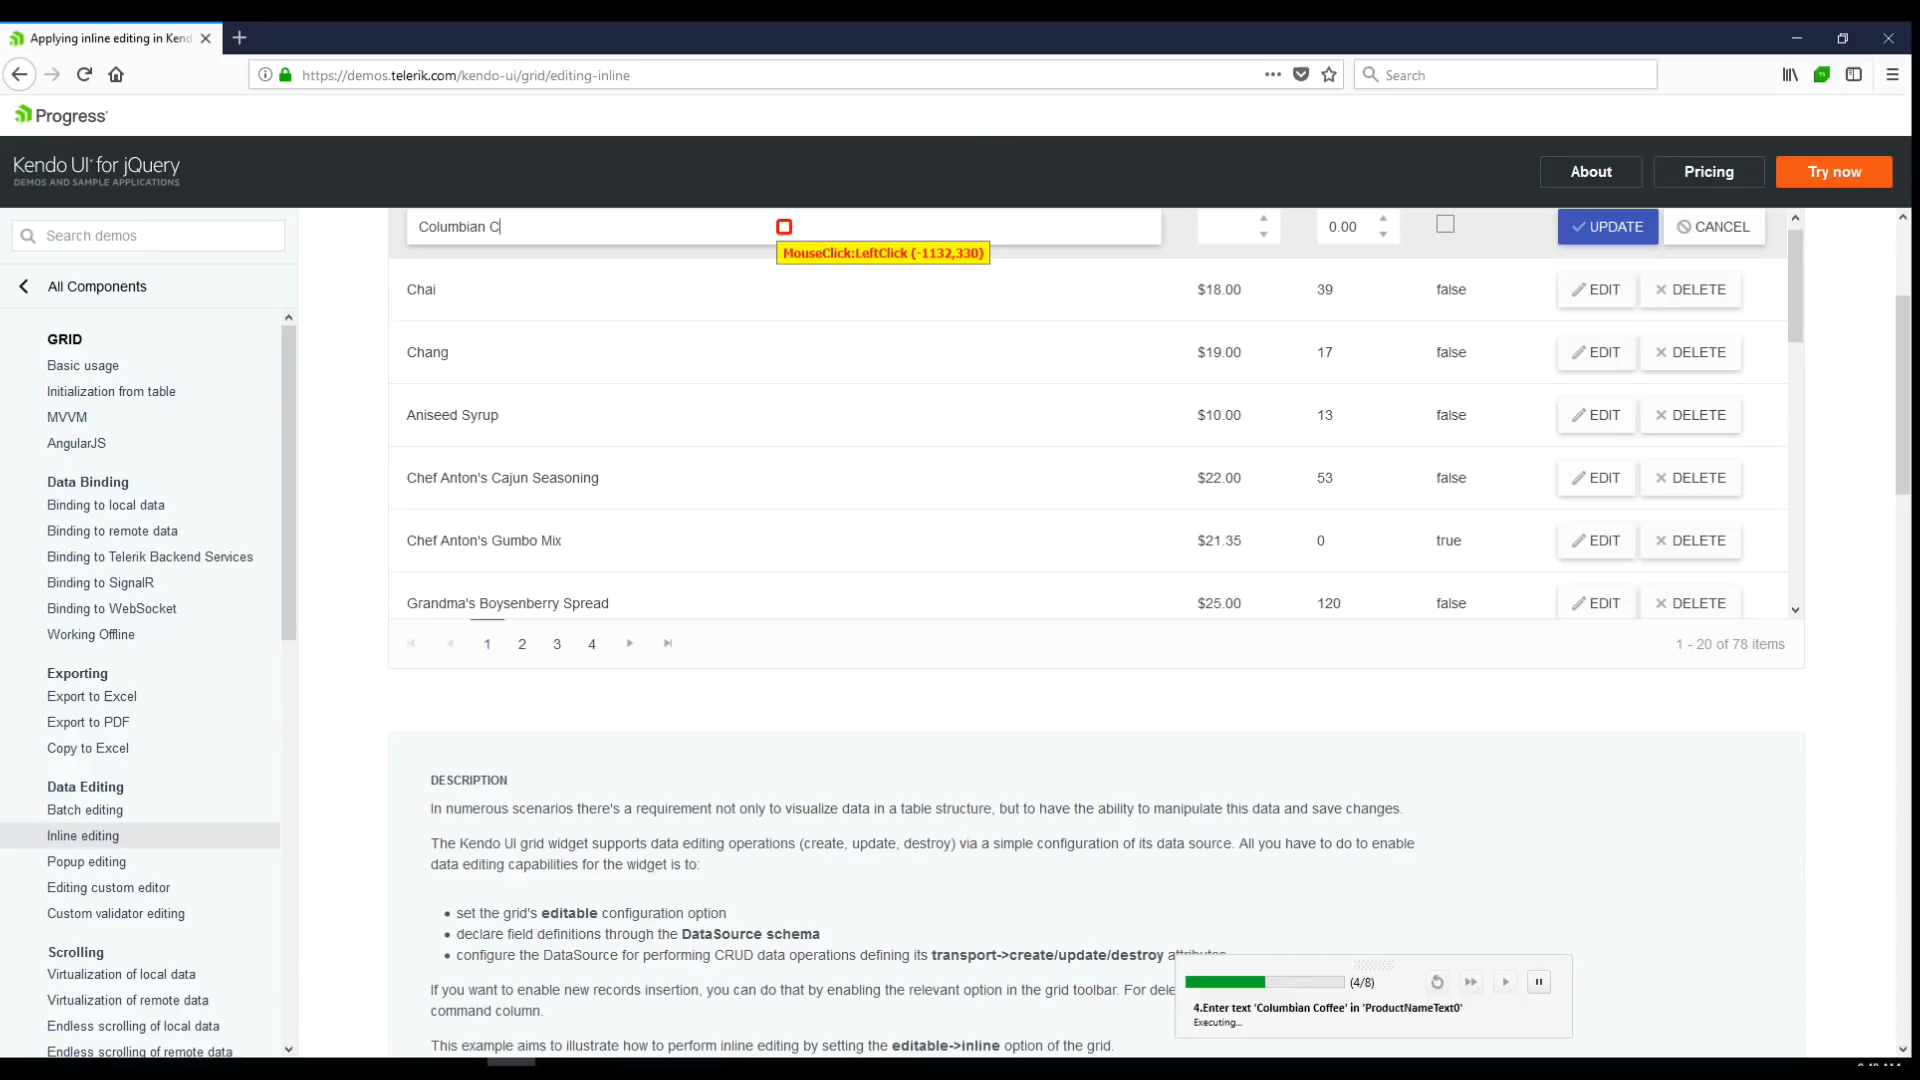 Applying inline editing in Kend
https://demos.telerik.com/kendo-ui/grid/editing-inline
Search
Progress
Kendo UI® for jQuery
DEMOS AND SAMPLE APPLICATIONS
About
Pricing
Try now
Search demos
All Components
GRID
Basic usage
Initialization from table
MVVM
AngularJS
Data Binding
Binding to local data
Binding to remote data
Binding to Telerik Backend Services
Binding to SignalR
Binding to WebSocket
Working Offline
Exporting
Export to Excel
Export to PDF
Copy to Excel
Data Editing
Batch editing
Inline editing
Popup editing
Editing custom editor
Custom validator editing
Scrolling
Virtualization of local data
Virtualization of remote data
Endless scrolling of local data
Endless scrolling of remote data
Columbian C 0.00 UPDATE CANCEL
MouseClick:LeftClick (-1132,330)
Chai $18.00 39 false EDIT DELETE
Chang $19.00 17 false EDIT DELETE
Aniseed Syrup $10.00 13 false EDIT DELETE
Chef Anton's Cajun Seasoning $22.00 53 false EDIT DELETE
Chef Anton's Gumbo Mix $21.35 0 true EDIT DELETE
Grandma's Boysenberry Spread $25.00 120 false EDIT DELETE
1 2 3 4 1 - 20 of 78 items
DESCRIPTION
In numerous scenarios there's a requirement not only to visualize data in a table structure, but to have the ability to manipulate this data and save changes.
The Kendo UI grid widget supports data editing operations (create, update, destroy) via a simple configuration of its data source. All you have to do to enable
data editing capabilities for the widget is to:
• set the grid's editable configuration option
• declare field definitions through the DataSource schema
• configure the DataSource for performing CRUD data operations defining its transport->create/update/destroy attributes
If you want to enable new records insertion, you can do that by enabling the relevant option in the grid toolbar. For dele
command column.
This example aims to illustrate how to perform inline editing by setting the editable->inline option of the grid.
(4/8)
4.Enter text 'Columbian Coffee' in 'ProductNameText0'
Executing...